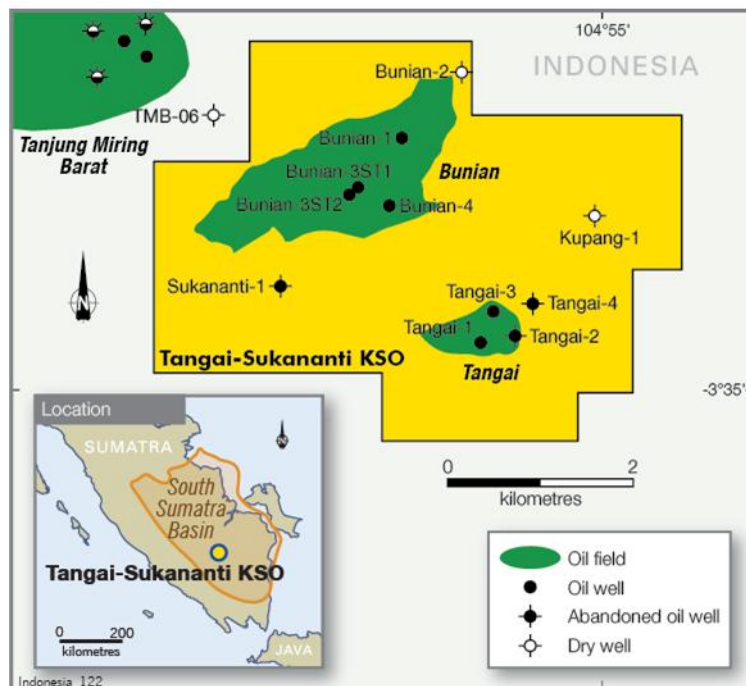 104°55'
INDONESIA
Bunian-2
TMB-06
Tanjung Miring
Barat
Bunian-1
Bunian
Bunian-3ST1
Bunian-3ST2
Bunian-4
Kupang-1
N
Sukananti-1
Tangai-3
Tangai-4
Tangai-1
Tangai-2
Tangai-Sukananti KSO
Tangai
-3°35'
Location
SUMATRA
South
Sumatra
Basin
Tangai-Sukananti KSO
0 200
kilometres
JAVA
0 2
kilometres
Oil field
Oil well
Abandoned oil well
Dry well
Indonesia 122